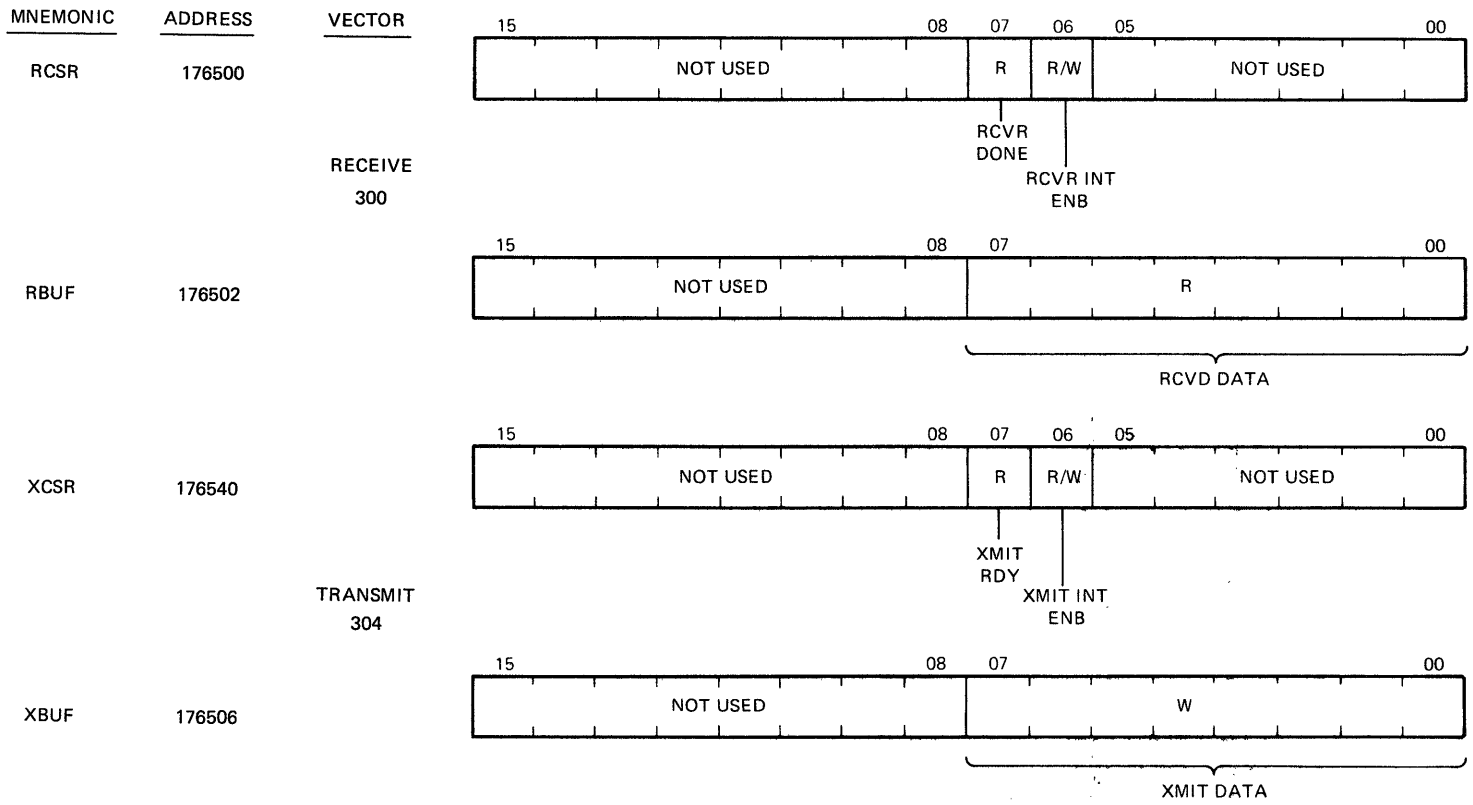 MNEMONIC ADDRESS VECTOR
15 08 07 06 05 00
RCSR 176500 NOT USED R R/W NOT USED
RCVR
DONE
RCVR INT
ENB
RECEIVE
300
15 08 07 00
RBUF 176502 NOT USED R
RCVD DATA
15 08 07 06 05 00
XCSR 176540 NOT USED R R/W NOT USED
XMIT
RDY
XMIT INT
ENB
TRANSMIT
304
15 08 07 00
XBUF 176506 NOT USED W
XMIT DATA